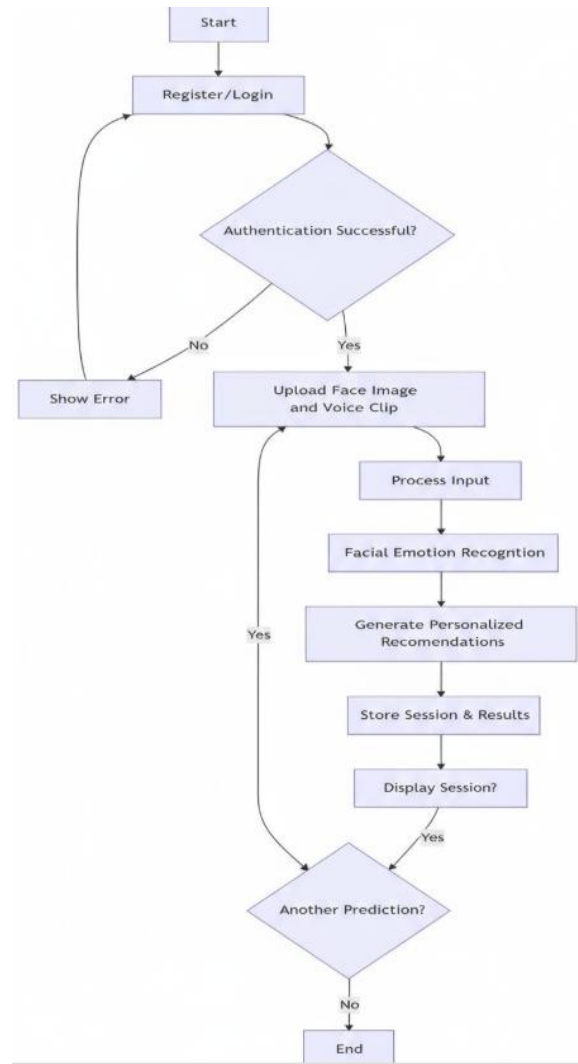 Start
Register/Login
Authentication Successful?
No
Yes
Show Error
Upload Face Image
and Voice Clip
Process Input
Facial Emotion Recogntion
Generate Personalized
Recomendations
Yes
Store Session & Results
Display Session?
Yes
Another Prediction?
No
End